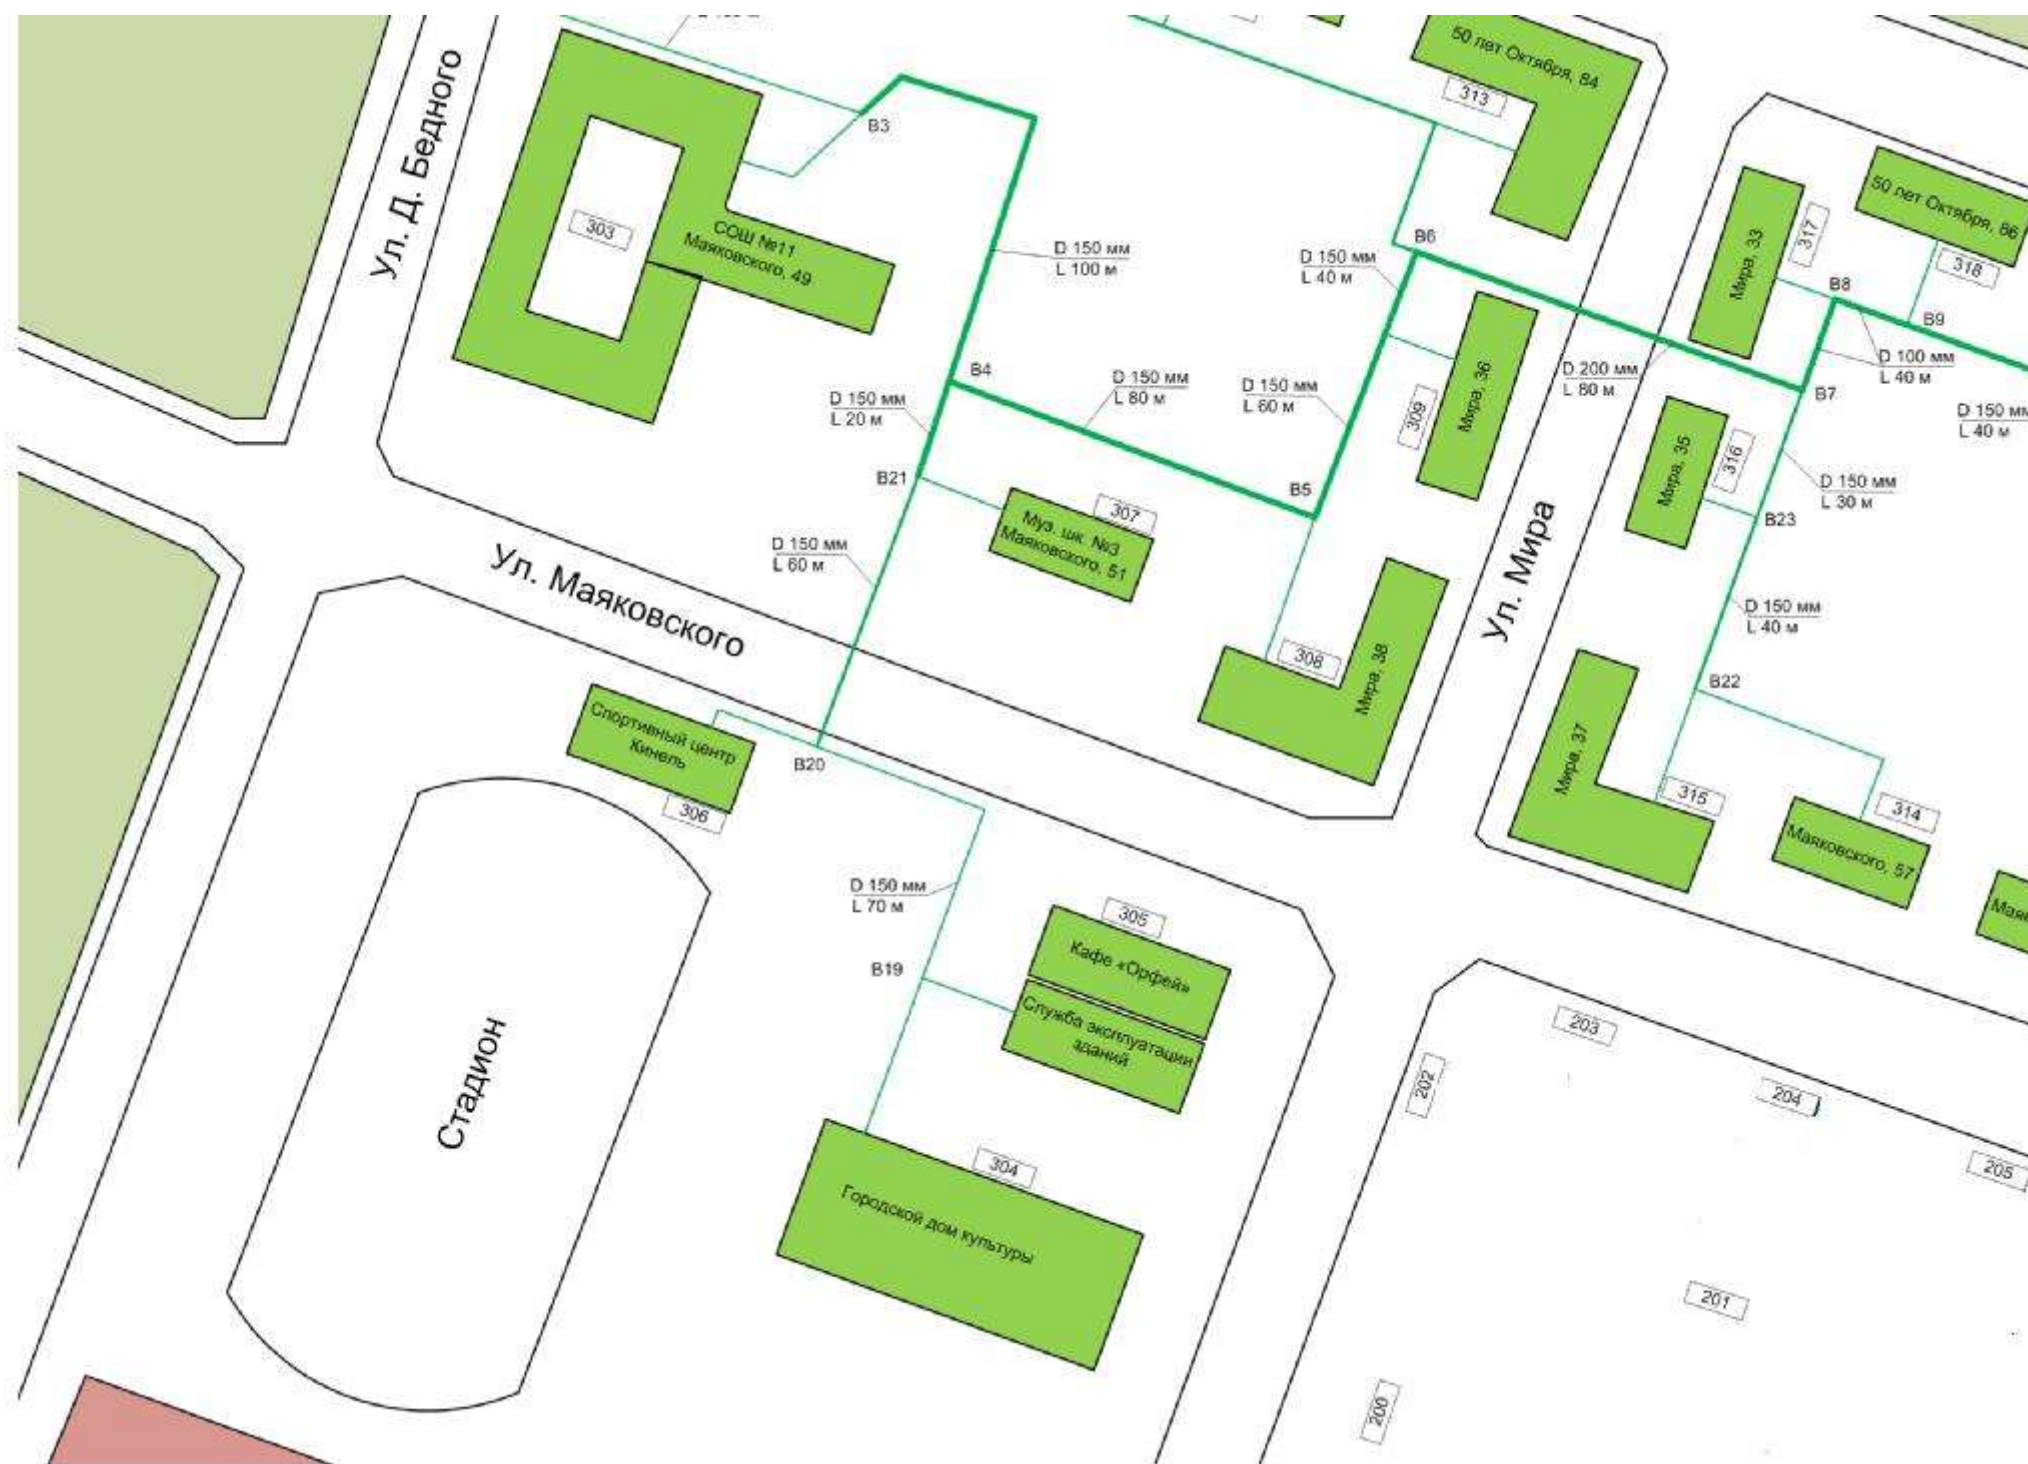 50 лет Октября, 84
313
Ул. Д. Бедного
В3
303
СОШ №11
Маяковского, 49
D 150 мм
L 100 м
D 150 мм
L 40 м
В6
Мира, 33
317
50 лет Октября, 86
318
В8
В9
D 100 мм
L 40 м
D 200 мм
L 80 м
В7
D 150 мм
L 40 м
В4
D 150 мм
L 20 м
D 150 мм
L 80 м
D 150 мм
L 60 м
309
Мира, 36
Мира, 35
316
В21
В5
D 150 мм
L 30 м
В23
307
Муз. шк. №3
Маяковского, 51
D 150 мм
L 60 м
Ул. Маяковского
Ул. Мира
D 150 мм
L 40 м
308
Мира, 38
В22
Спортивный центр
Кинель
306
В20
Мира, 37
315
314
Маяковского, 57
Маяк
D 150 мм
L 70 м
305
Кафе «Орфей»
В19
Служба эксплуатации
зданий
Стадион
203
202
204
205
304
Городской дом культуры
201
200